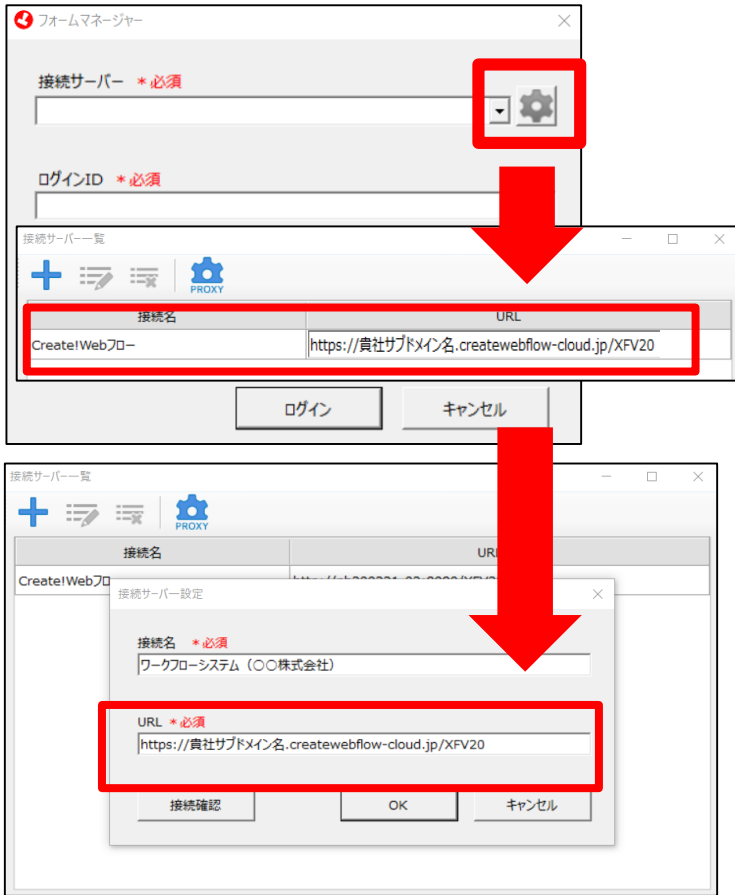 フォームマネージャー
接続サーバー *必須
ログインID *必須
接続サーバー一覧
PROXY
接続名 URL
Create!Webフロー https://貴社サブドメイン名.createwebflow-cloud.jp/XFV20
ログイン キャンセル
接続サーバー一覧
PROXY
接続名
Create!Webフロ
接続サーバー設定
接続名 *必須
ワークフローシステム（〇〇株式会社）
URL *必須
https://貴社サブドメイン名.createwebflow-cloud.jp/XFV20
接続確認 OK キャンセル